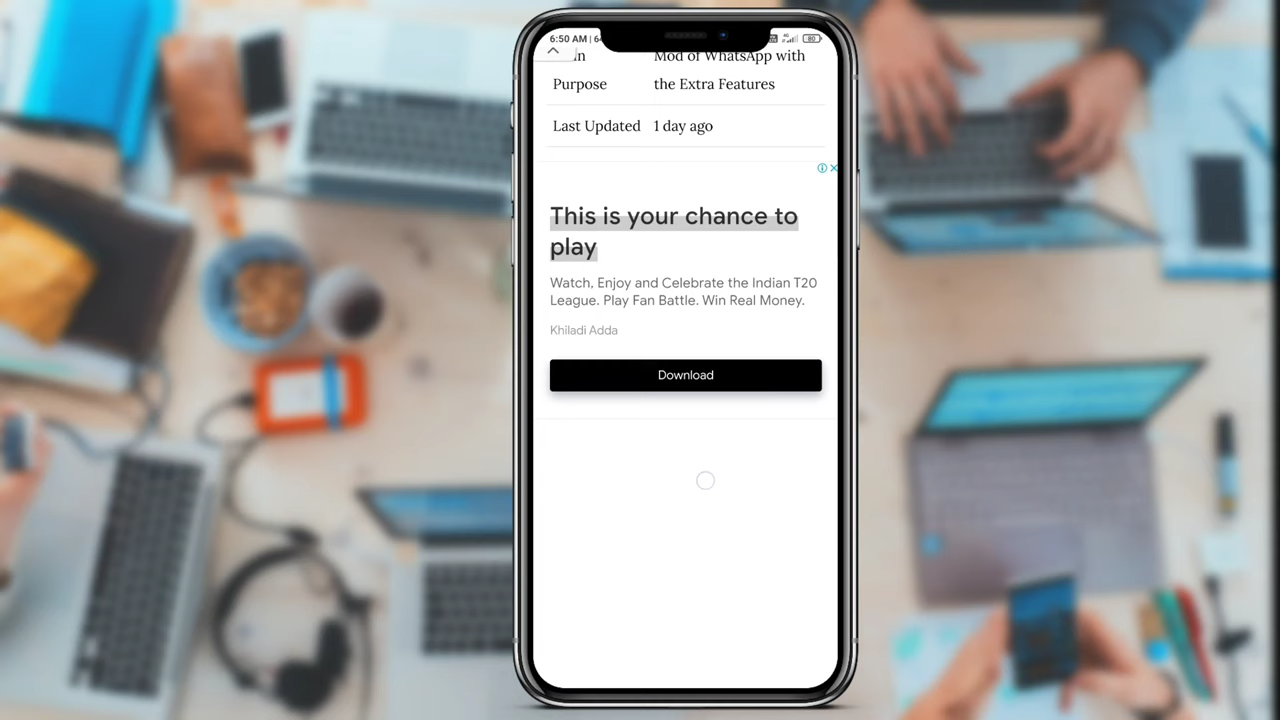 6:50 AM | 6
80
Mod of WhatsApp with
Purpose the Extra Features
Last Updated 1 day ago
This is your chance to
play
Watch, Enjoy and Celebrate the Indian T20
League. Play Fan Battle. Win Real Money.
Khiladi Adda
Download